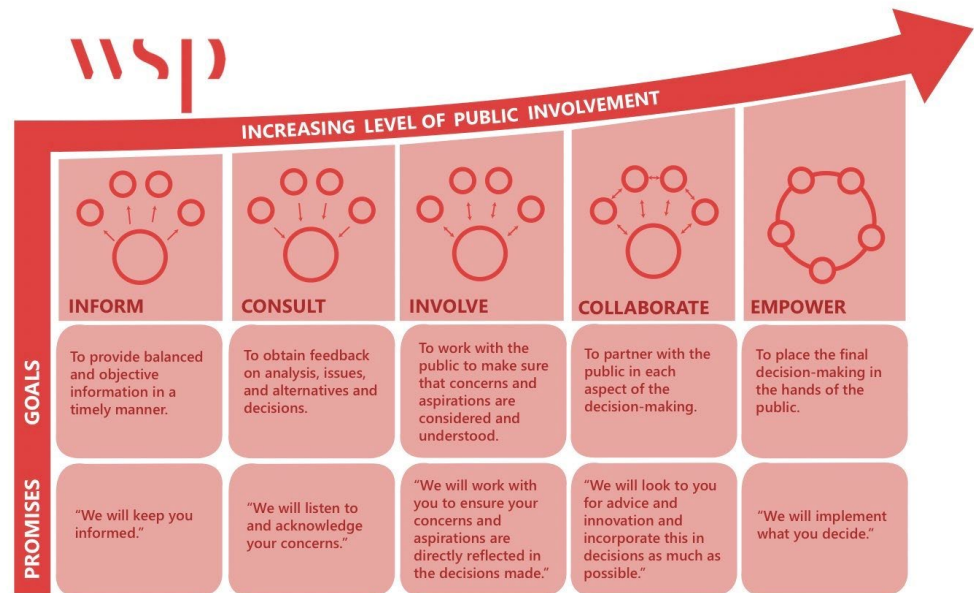 wsp
INCREASING LEVEL OF PUBLIC INVOLVEMENT
INFORM
CONSULT
INVOLVE
COLLABORATE
EMPOWER
GOALS
To provide balanced
and objective
information in a
timely manner.
To obtain feedback
on analysis, issues,
and alternatives and
decisions.
To work with the
public to make sure
that concerns and
aspirations are
considered and
understood.
To partner with the
public in each
aspect of the
decision-making.
To place the final
decision-making in
the hands of the
public.
PROMISES
“We will keep you
informed.”
“We will listen to
and acknowledge
your concerns.”
“We will work with
you to ensure your
concerns and
aspirations are
directly reflected in
the decisions made.”
“We will look to you
for advice and
innovation and
incorporate this in
decisions as much as
possible.”
“We will implement
what you decide.”